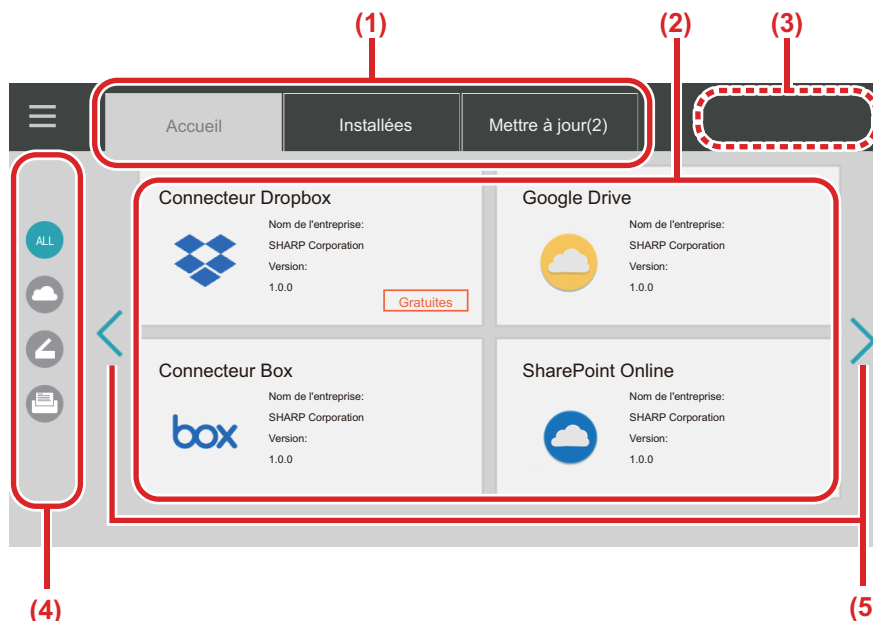 (1) (2) (3)
Accueil Installées Mettre à jour(2)
Connecteur Dropbox
Nom de l'entreprise:
SHARP Corporation
Version:
1.0.0
Gratuites
Google Drive
Nom de l'entreprise:
SHARP Corporation
Version:
1.0.0
ALL
Connecteur Box
box
Nom de l'entreprise:
SHARP Corporation
Version:
1.0.0
SharePoint Online
Nom de l'entreprise:
SHARP Corporation
Version:
1.0.0
(4) (5